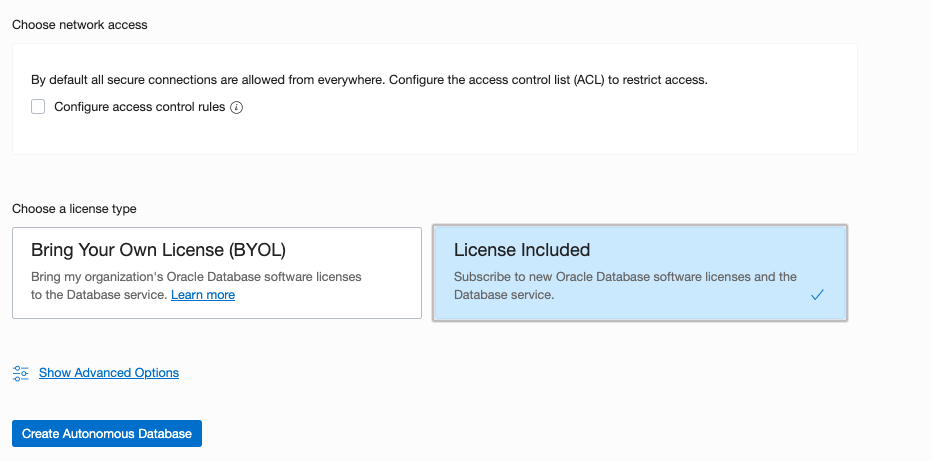 Choose network access
By default all secure connections are allowed from everywhere. Configure the access control list (ACL) to restrict access.
Configure access control rules
Choose a license type
Bring Your Own License (BYOL)
Bring my organization's Oracle Database software licenses
to the Database service. Learn more
License Included
Subscribe to new Oracle Database software licenses and the
Database service.
Show Advanced Options
Create Autonomous Database